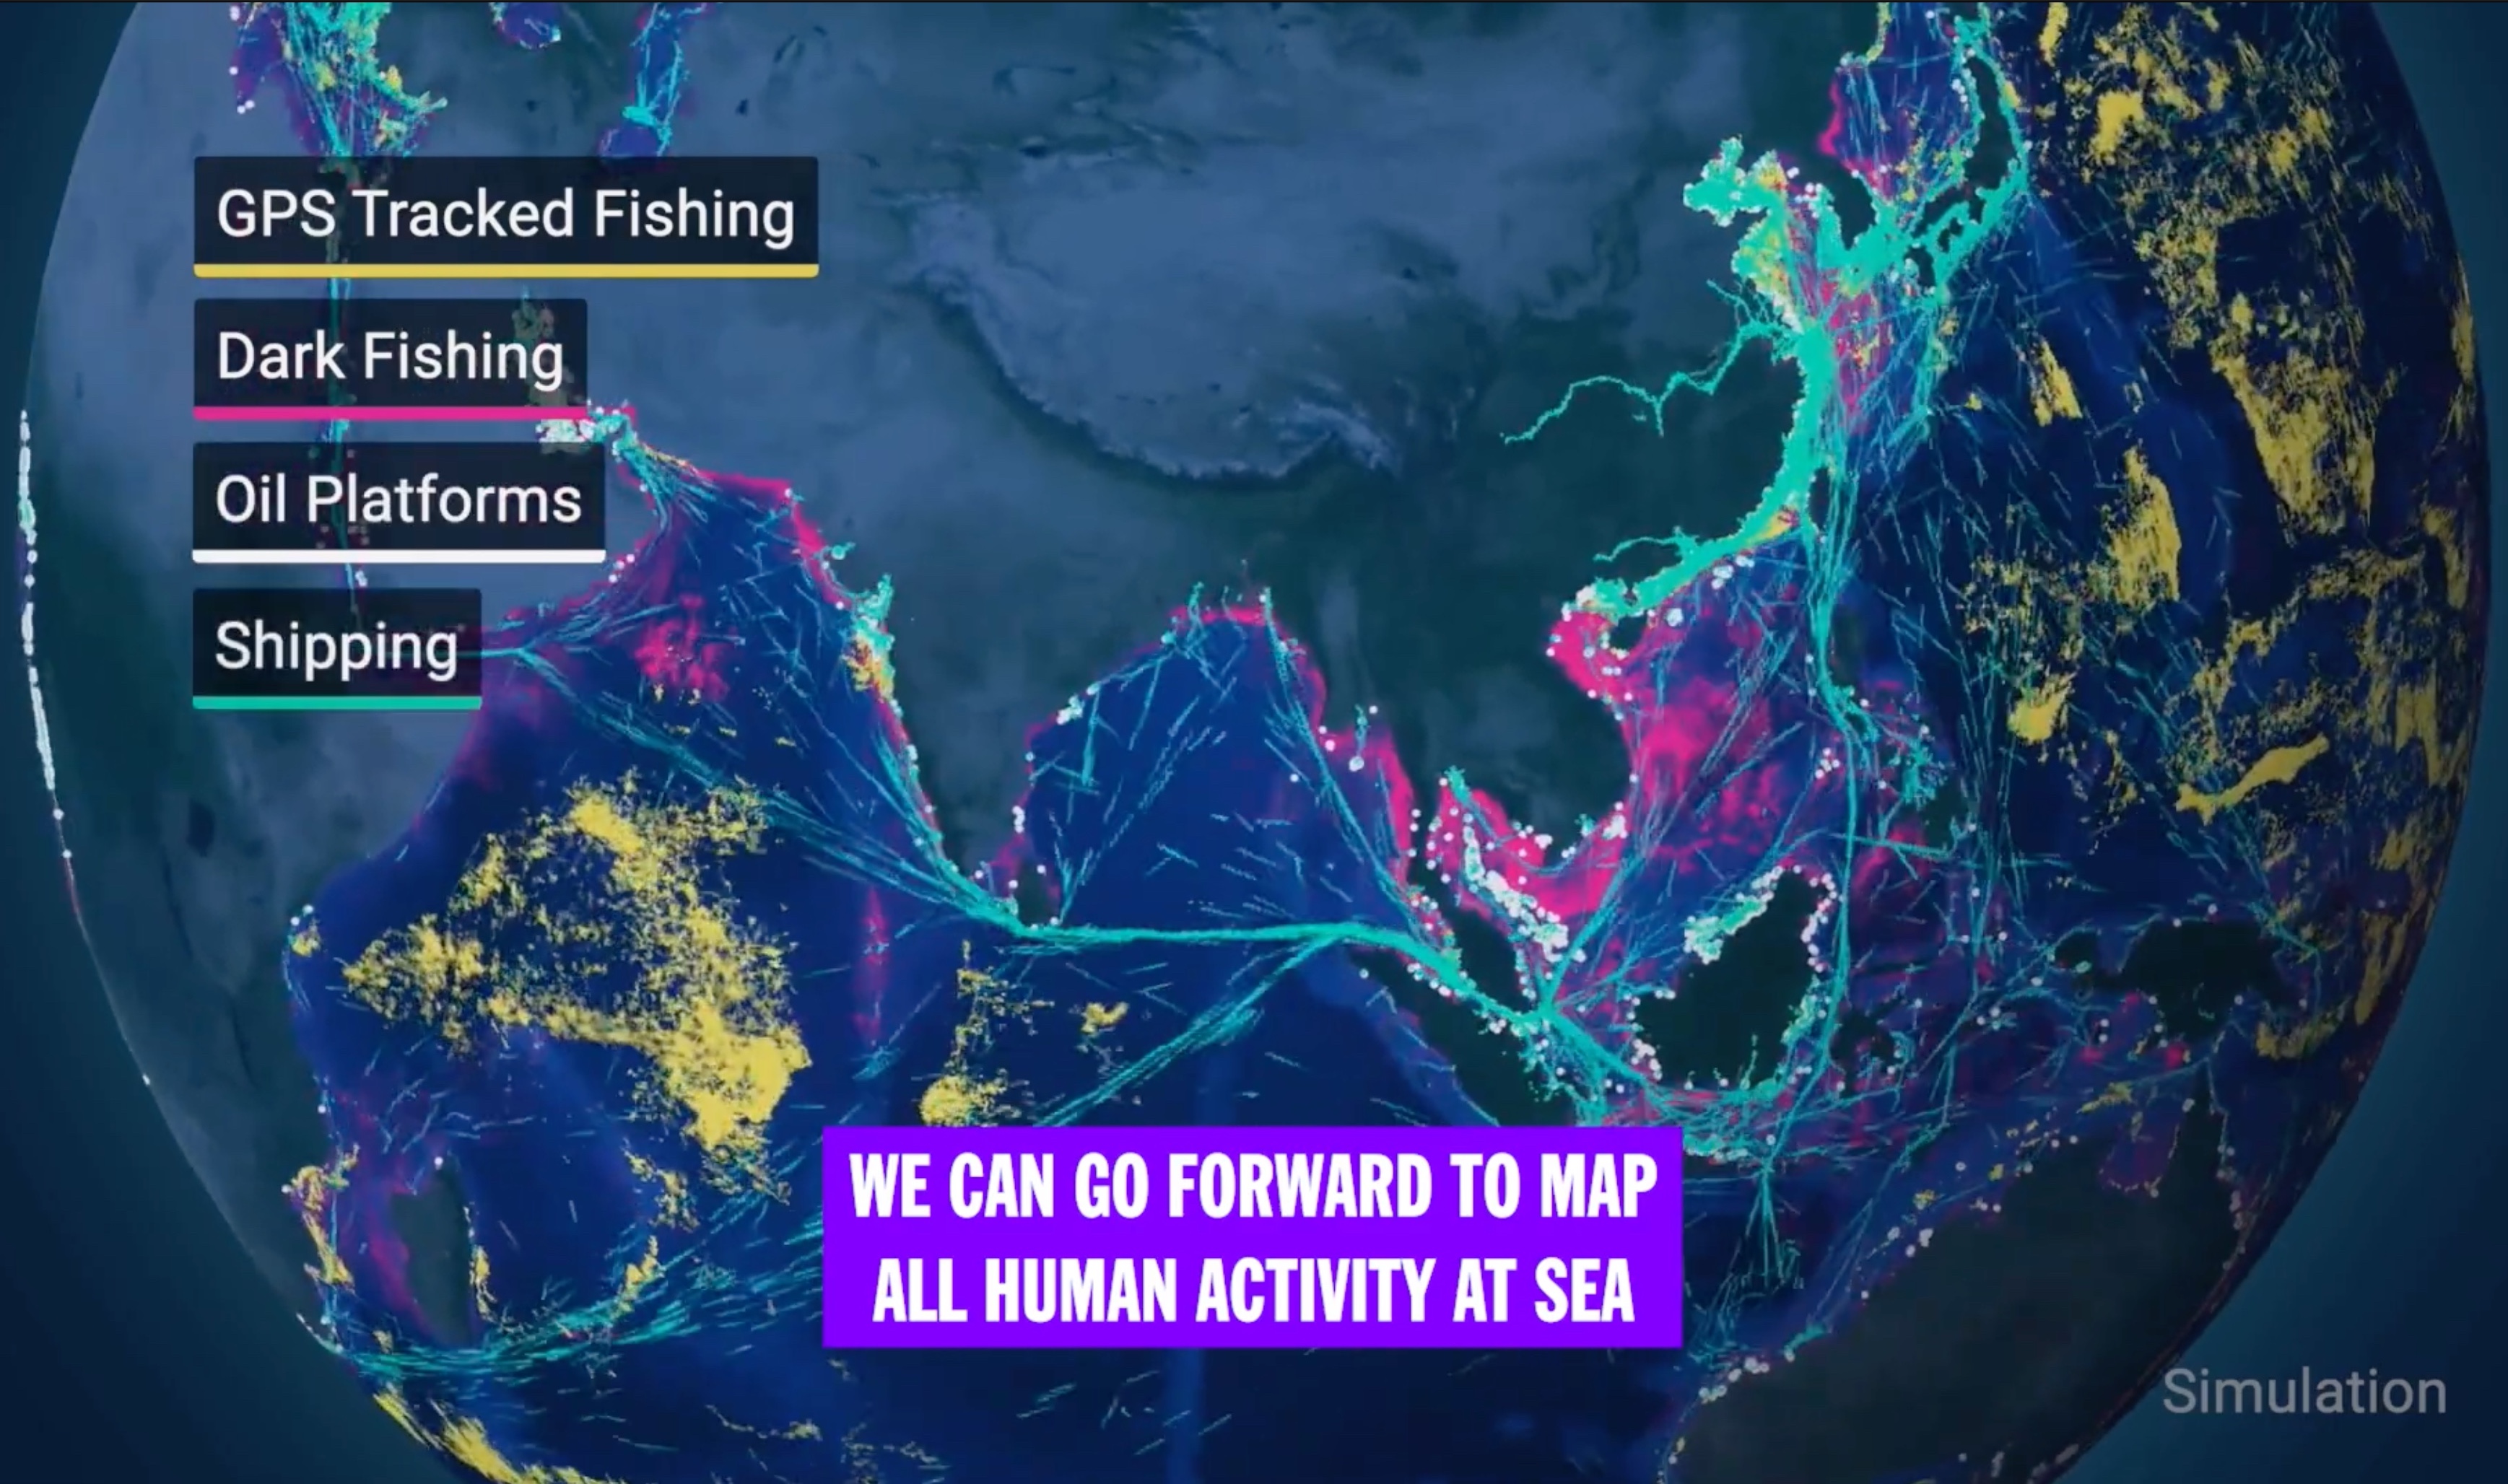 GPS Tracked Fishing
Dark Fishing
Oil Platforms
Shipping
WE CAN GO FORWARD TO MAP
ALL HUMAN ACTIVITY AT SEA
Simulation